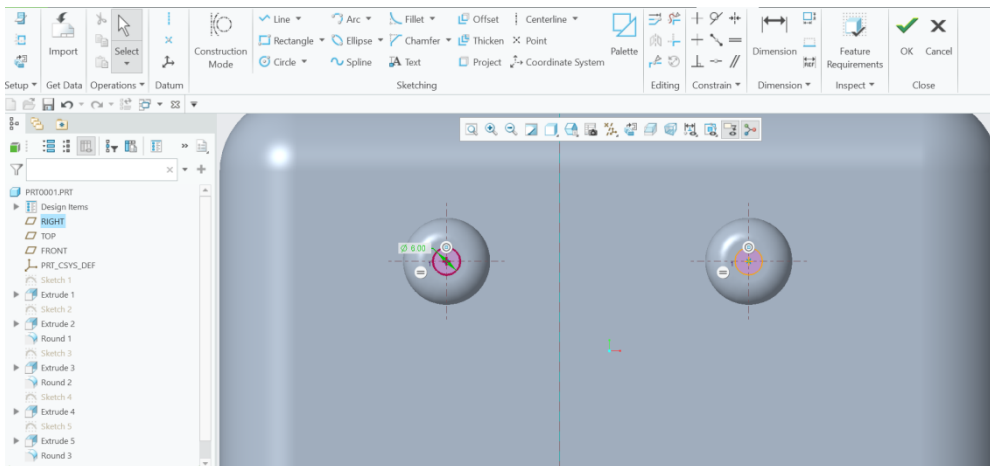 Line Arc Fillet Offset Centerline
Import Select Construction Mode Rectangle Ellipse Chamfer Thicken Point Palette Dimension Feature Requirements OK Cancel
Circle Spline Text Project Coordinate System REF
Setup Get Data Operations Datum Sketching Editing Constrain Dimension Inspect Close
PRT0001.PRT
Design Items
RIGHT
TOP
FRONT
PRT_CSYS_DEF
Sketch 1
Extrude 1
Sketch 2
Extrude 2
Round 1
Sketch 3
Extrude 3
Round 2
Sketch 4
Extrude 4
Sketch 5
Extrude 5
Round 3
Ø 6.00